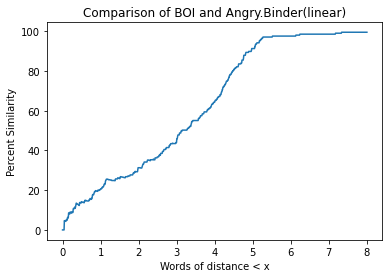 Comparison of BOI and Angry.Binder(linear)
100
80
60
40
20
0
Percent Similarity
0 1 2 3 4 5 6 7 8
Words of distance < x